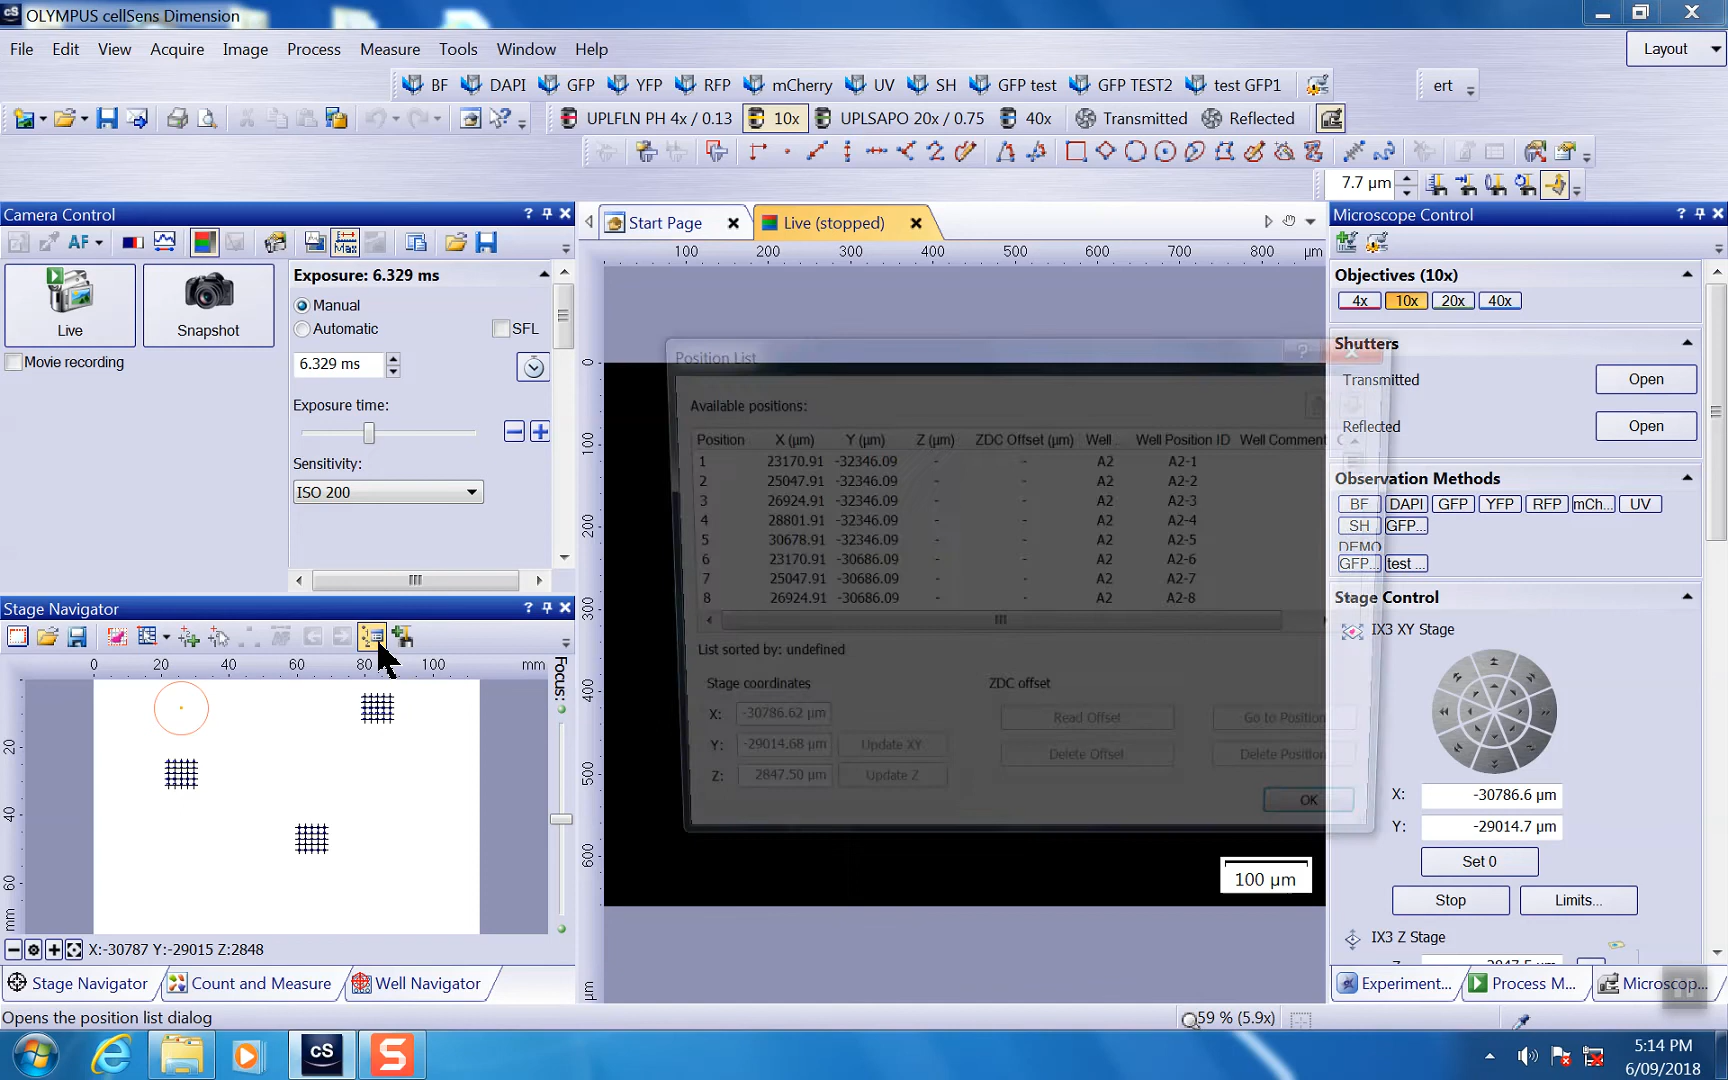 OLYMPUS cellSens Dimension
File Edit View Acquire Image Process Measure Tools Window Help
Layout
BF DAPI GFP YFP RFP mCherry UV SH GFP test GFP TEST2 test GFP1
ert
UPLFLN PH 4x / 0.13 10x UPLSAPO 20x / 0.75 40x Transmitted Reflected
7.7 µm
Camera Control
Start Page Live (stopped)
Microscope Control
100 200 300 400 500 600 700 800 µm
Live
Snapshot
Movie recording
Exposure: 6.329 ms
Manual
Automatic SFL
6.329 ms
Exposure time:
Sensitivity:
ISO 200
Objectives (10x)
4x 10x 20x 40x
Shutters
Transmitted Open
Reflected Open
Observation Methods
BF DAPI GFP YFP RFP mCh... UV
SH GFP...
DEMO
GFP... test ...
Stage Control
IX3 XY Stage
X: -30786.6 µm
Y: -29014.7 µm
Set 0
Stop Limits...
IX3 Z Stage
Position List
Available positions:
Position X (µm) Y (µm) Z (µm) ZDC Offset (µm) Well Well Position ID Well Comment
1 23170.91 -32346.09 - - A2 A2-1
2 25047.91 -32346.09 - - A2 A2-2
3 26924.91 -32346.09 - - A2 A2-3
4 28801.91 -32346.09 - - A2 A2-4
5 30678.91 -32346.09 - - A2 A2-5
6 23170.91 -30686.09 - - A2 A2-6
7 25047.91 -30686.09 - - A2 A2-7
8 26924.91 -30686.09 - - A2 A2-8
List sorted by: undefined
Stage coordinates
X: -30786.62 µm
Y: -29014.68 µm Update XY
Z: 2847.50 µm Update Z
ZDC offset
Read Offset Go to Position
Delete Offset Delete Position
OK
0
100
200
300
400
500
600
µm
100 µm
Stage Navigator
0 20 40 60 80 100 mm
Focus:
20
40
60
mm
X:-30787 Y:-29015 Z:2848
Stage Navigator Count and Measure Well Navigator
Experiment... Process M... Microscop...
Opens the position list dialog
59 % (5.9x)
cS
5:14 PM
6/09/2018